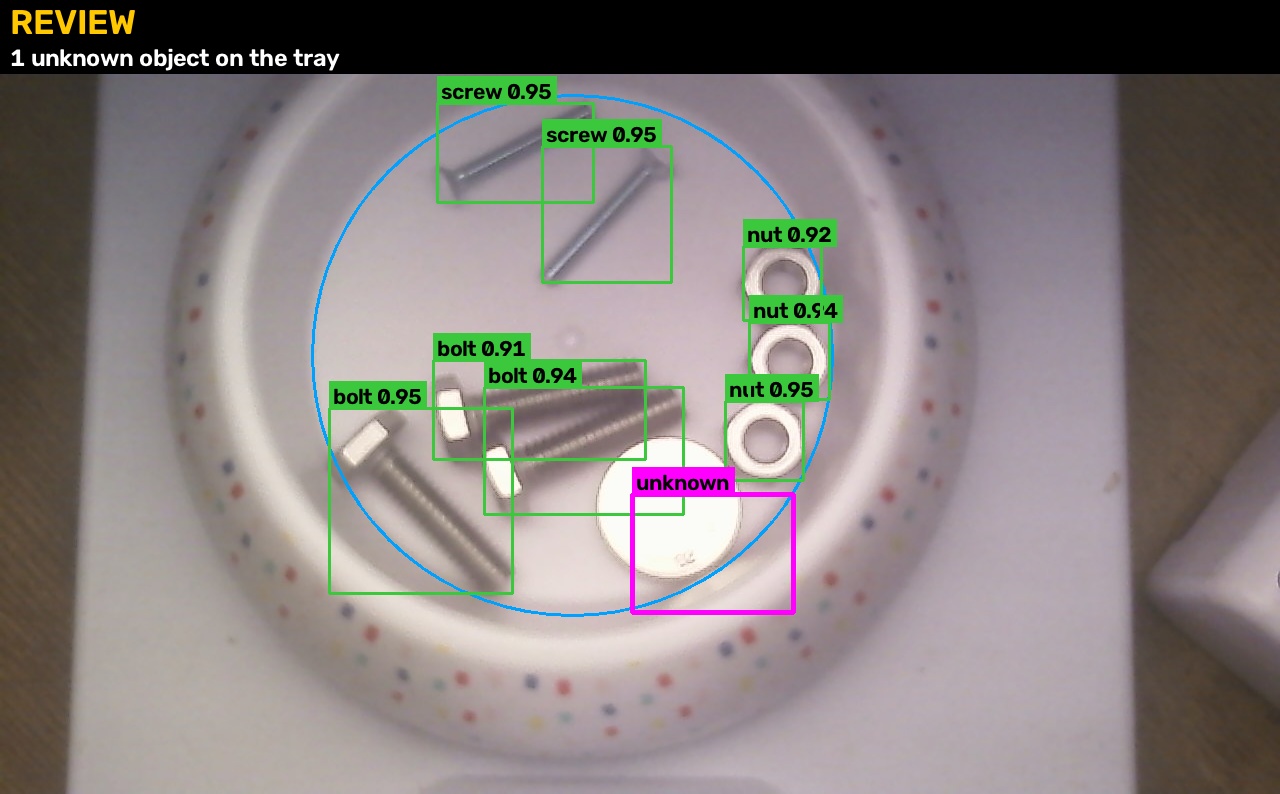 REVIEW
1 unknown object on the tray
screw 0.95
screw 0.95
nut 0.92
nut 0.94
bolt 0.91
bolt 0.94
bolt 0.95
nut 0.95
unknown